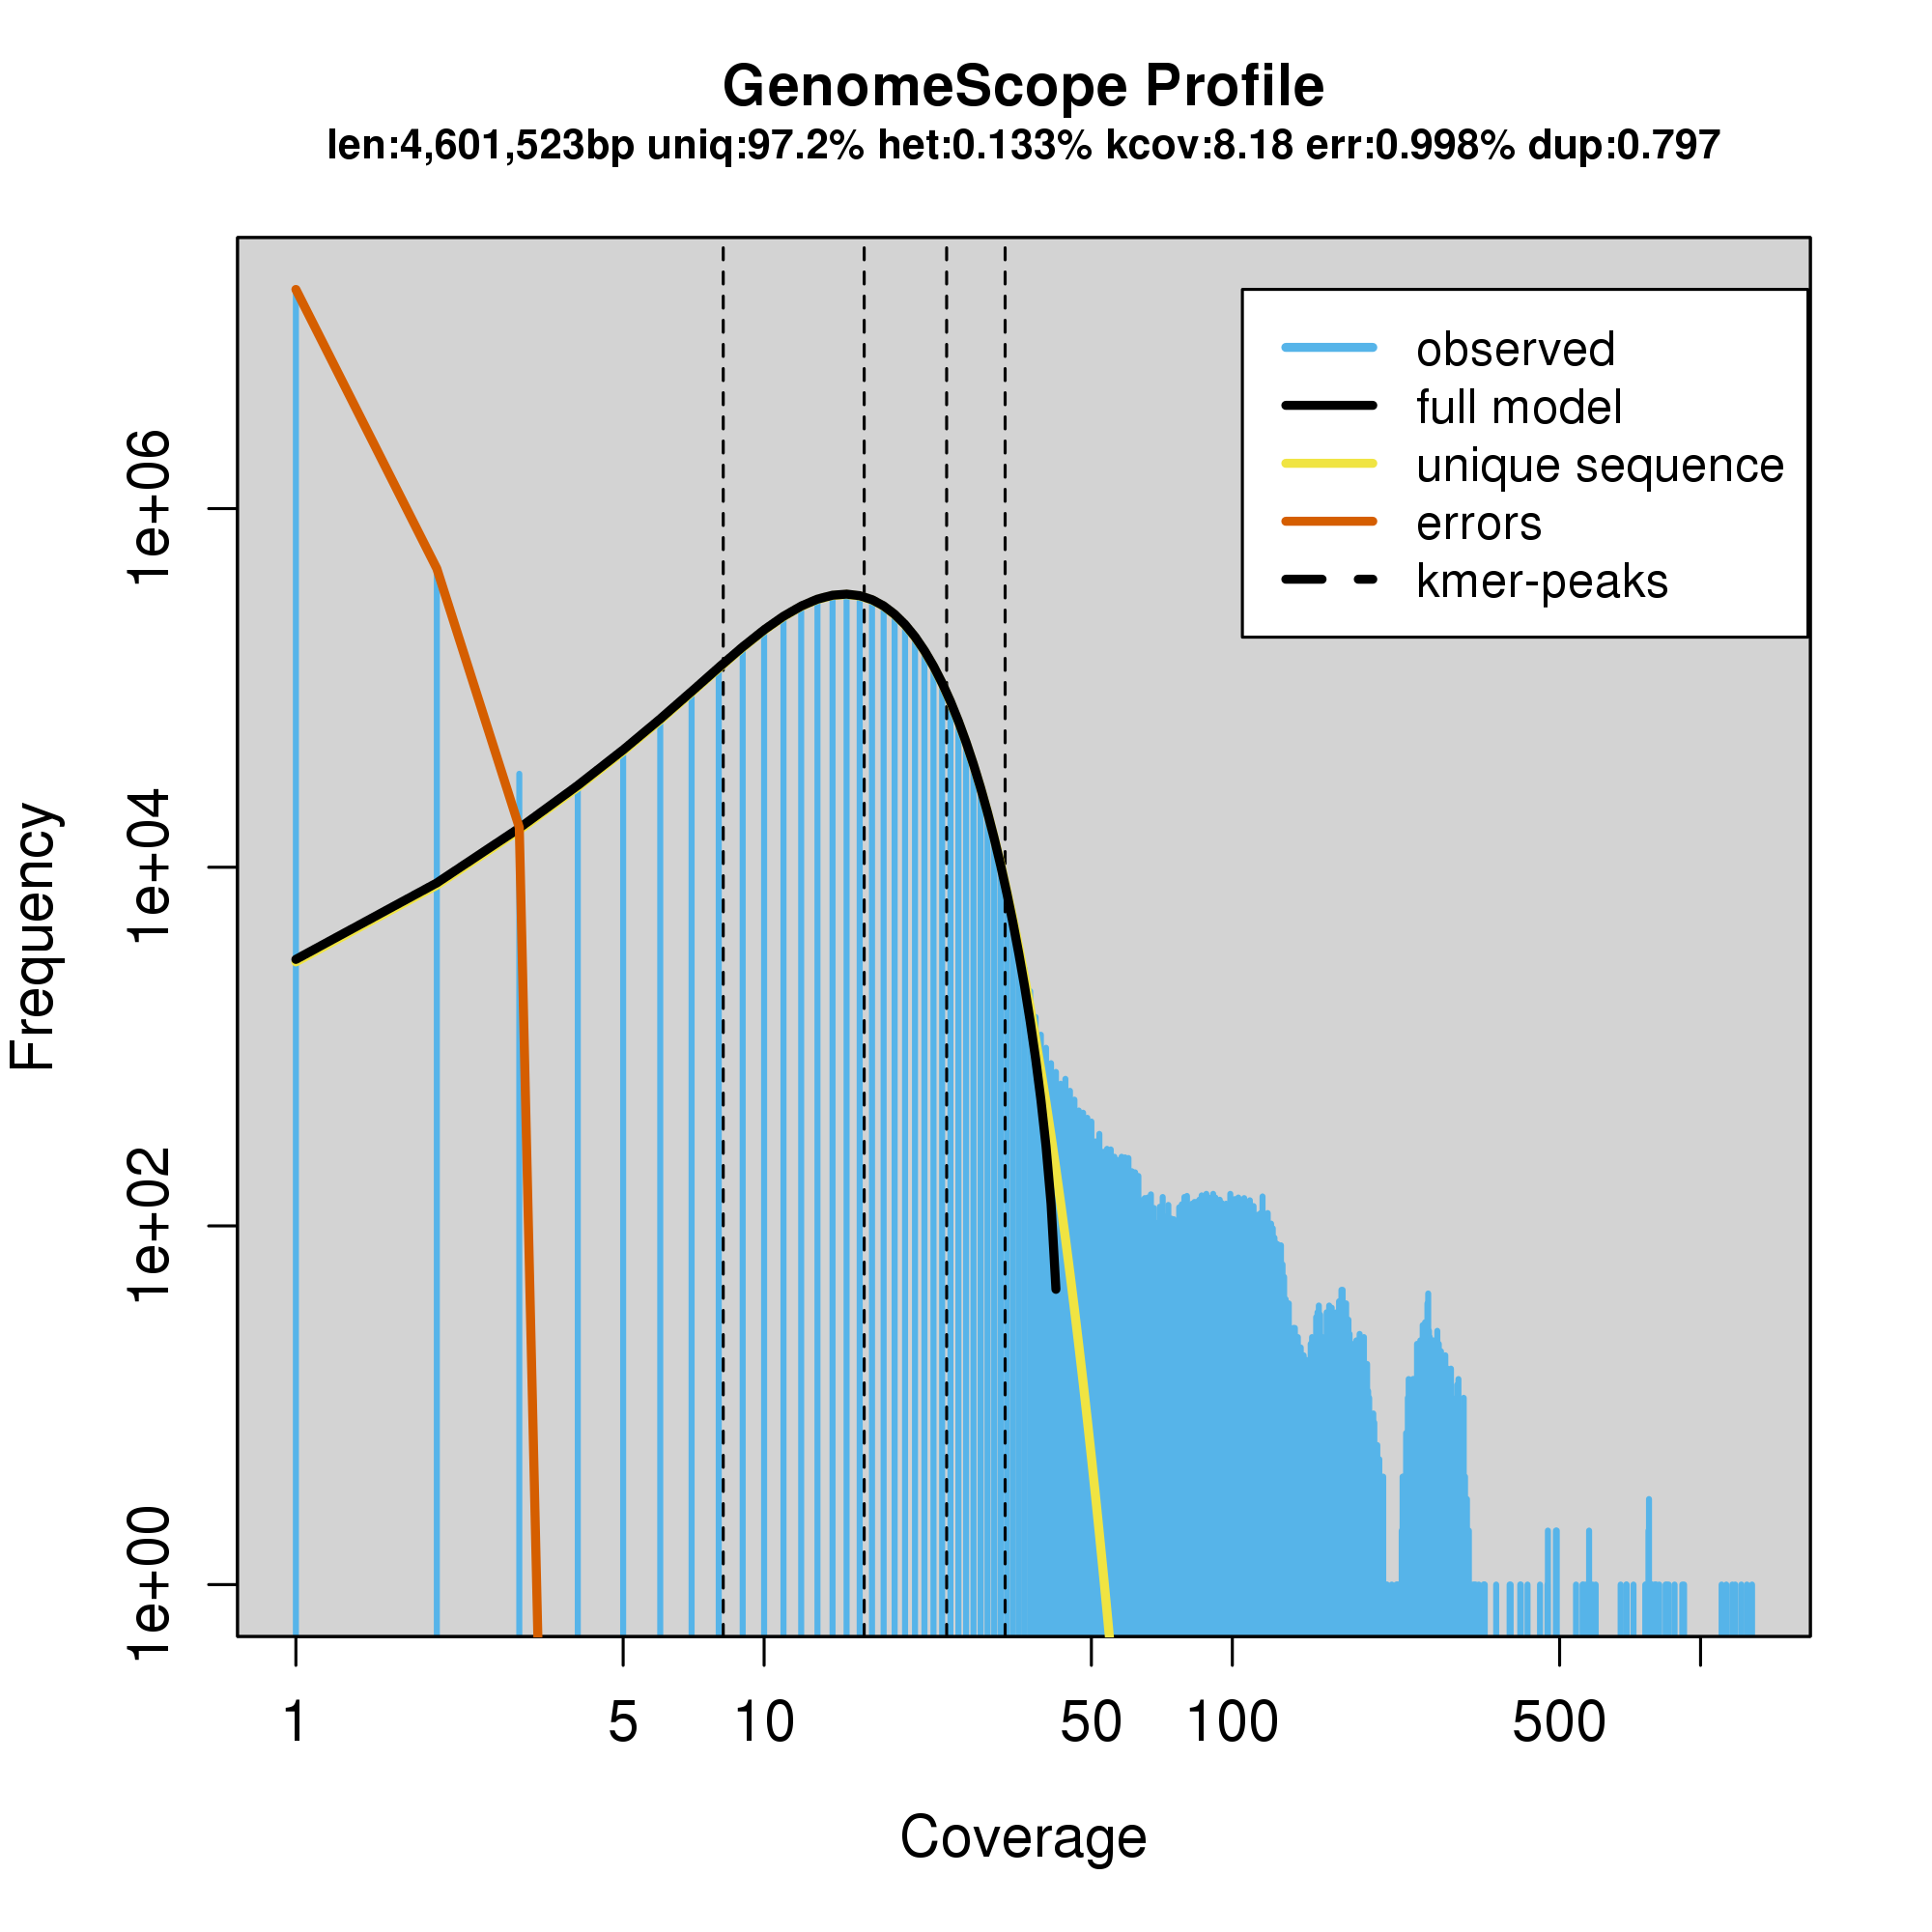 GenomeScope Profile
len:4,601,523bp uniq:97.2% het:0.133% kcov:8.18 err:0.998% dup:0.797
observed
full model
unique sequence
errors
kmer-peaks
Frequency
1e+06
1e+04
1e+02
1e+00
1 5 10 50 100 500
Coverage